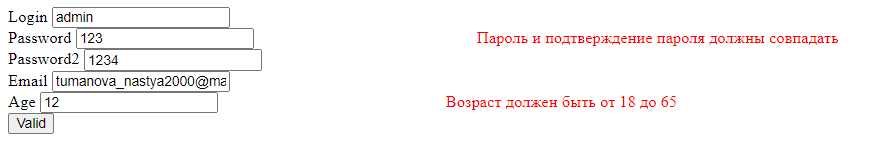 Login admin
Password 123 Пароль и подтверждение пароля должны совпадать
Password2 1234
Email tumanova_nastya2000@ma
Age 12 Возраст должен быть от 18 до 65
Valid